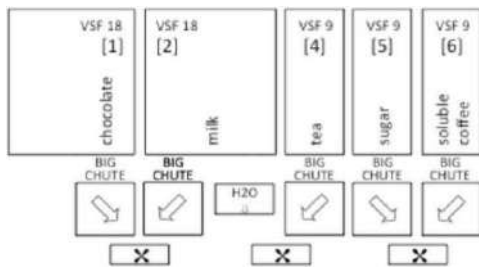 VSF 18
[1]
chocolate
VSF 18
[2]
milk
VSF 9
[4]
tea
VSF 9
[5]
sugar
VSF 9
[6]
soluble
coffee
BIG
CHUTE
BIG
CHUTE
H2O
BIG
CHUTE
BIG
CHUTE
BIG
CHUTE